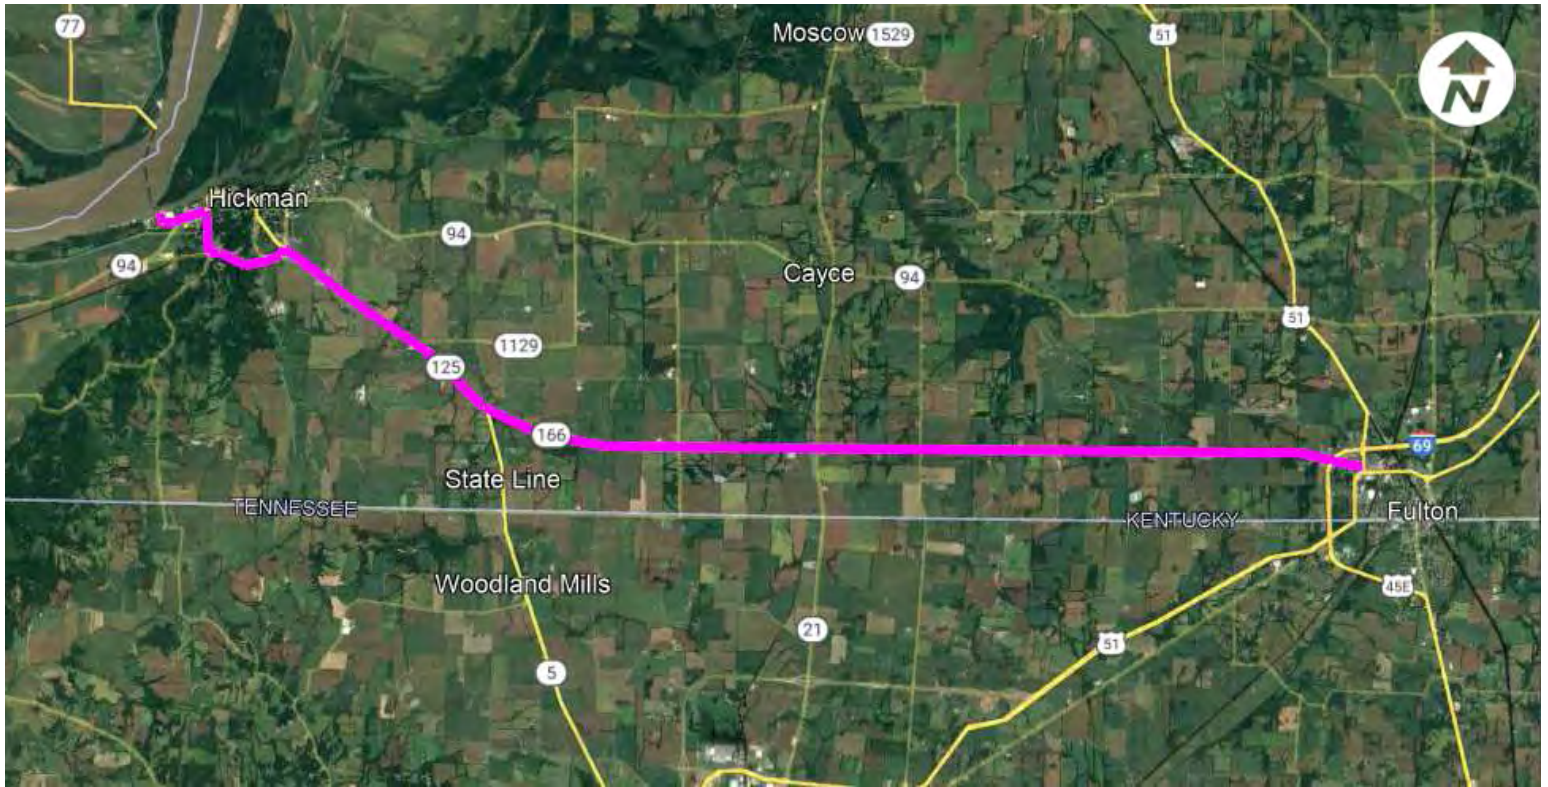 77
Moscow 1529
51
N
Hickman
94
94
Cayce
94
51
1129
125
166
69
State Line
TENNESSEE
KENTUCKY
Fulton
Woodland Mills
45E
21
51
5